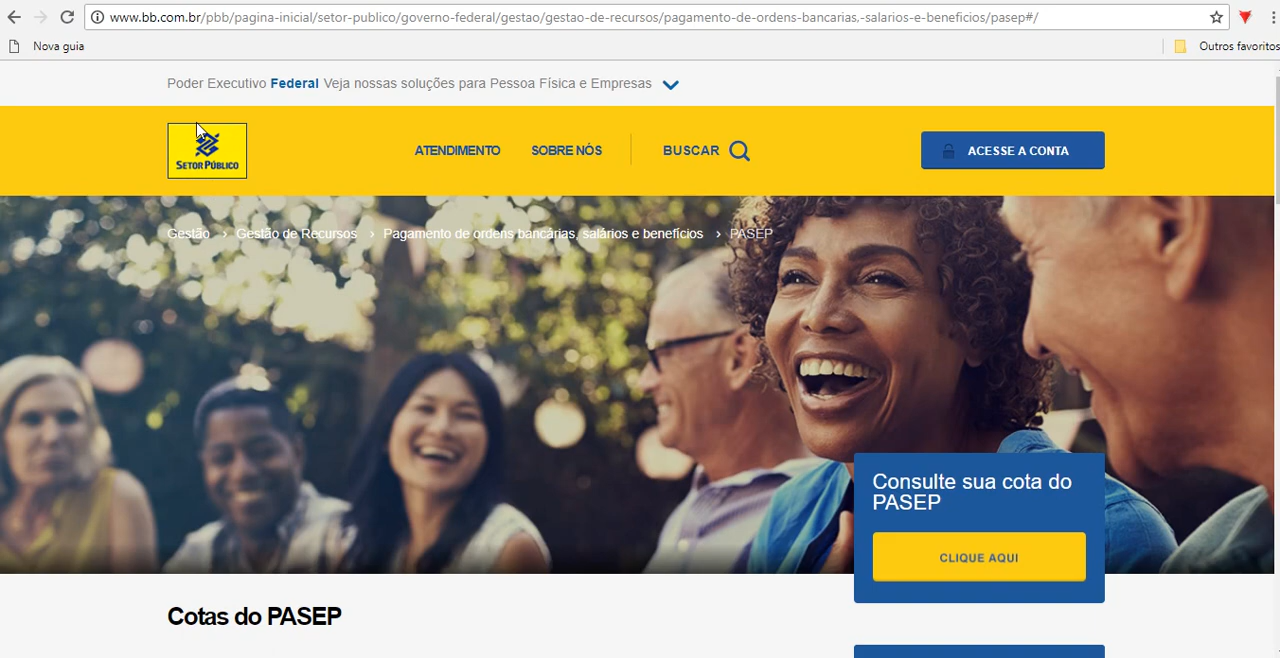 www.bb.com.br/pbb/pagina-inicial/setor-publico/governo-federal/gestao/gestao-de-recursos/pagamento-de-ordens-bancarias,-salarios-e-beneficios/pasep#/
Nova guia
Outros favoritos
Poder Executivo Federal Veja nossas soluções para Pessoa Física e Empresas
SETOR PÚBLICO
ATENDIMENTO
SOBRE NÓS
BUSCAR
ACESSE A CONTA
Gestão › Gestão de Recursos › Pagamento de ordens bancárias, salários e benefícios › PASEP
Consulte sua cota do
PASEP
CLIQUE AQUI
Cotas do PASEP